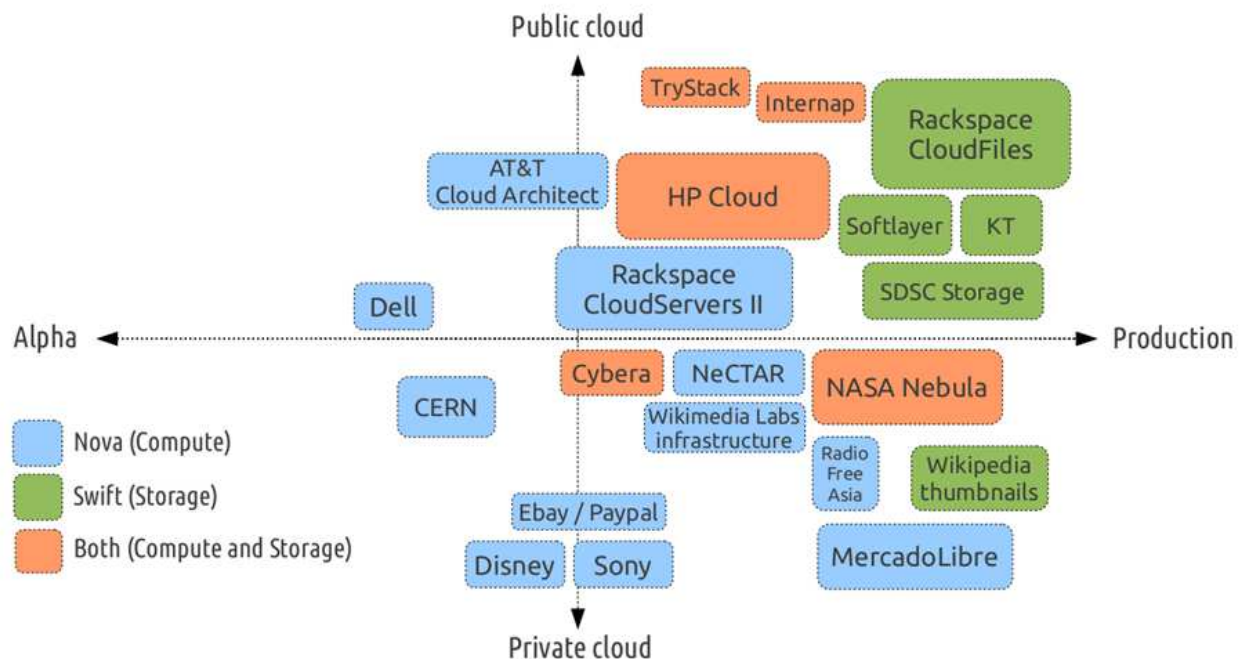 Public cloud
TryStack
Internap
Rackspace
CloudFiles
AT&T
Cloud Architect
HP Cloud
Softlayer
KT
Rackspace
CloudServers II
SDSC Storage
Dell
Alpha
Production
Cybera
NeCTAR
NASA Nebula
CERN
Wikimedia Labs
infrastructure
Nova (Compute)
Radio
Free
Asia
Wikipedia
thumbnails
Swift (Storage)
Ebay / Paypal
Both (Compute and Storage)
Disney
Sony
MercadoLibre
Private cloud